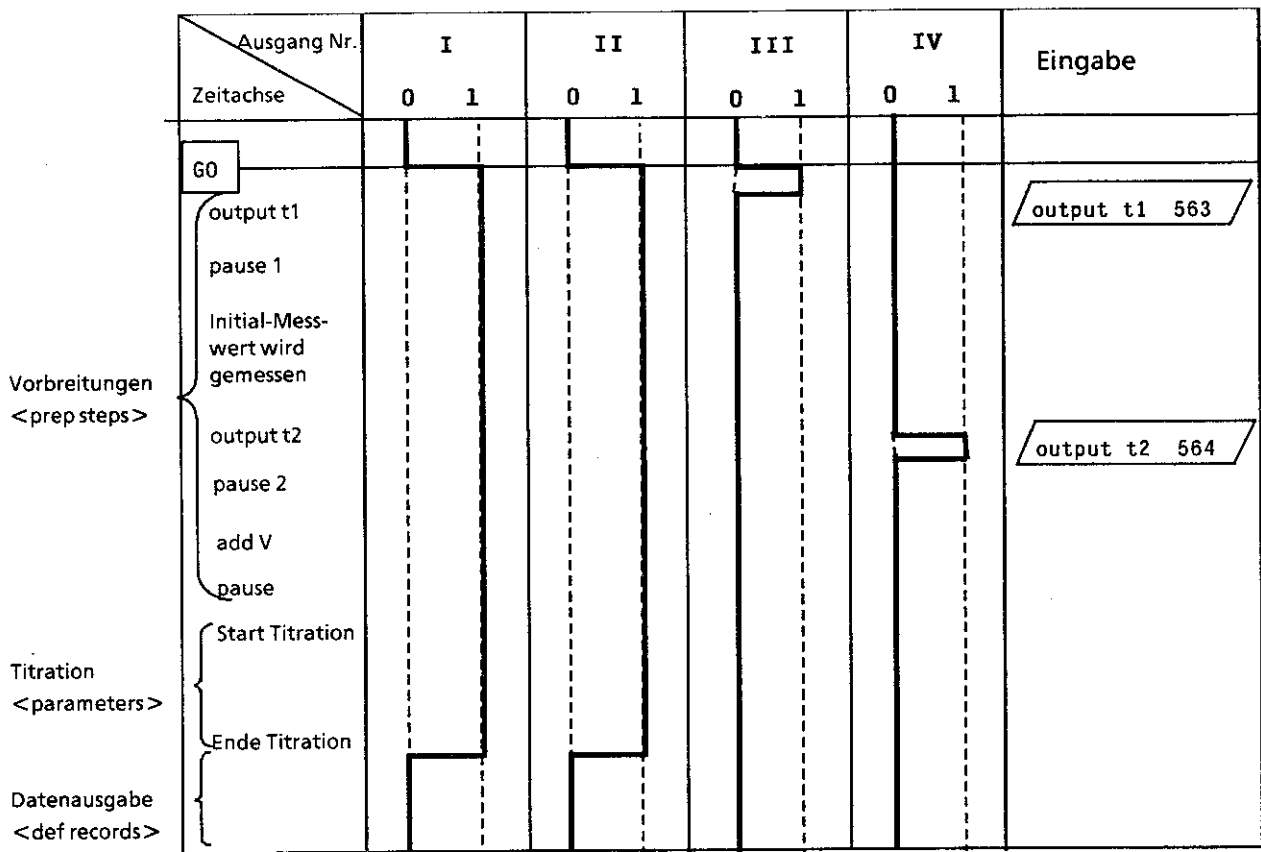 Ausgang Nr.
I II III IV
Eingabe
Zeitachse
0 1 0 1 0 1 0 1
GO
output t1
output t1 563
pause 1
Initial-Mess-
wert wird
gemessen
Vorbreitungen
<prep steps>
output t2
output t2 564
pause 2
add V
pause
Start Titration
Titration
<parameters>
Ende Titration
Datenausgabe
<def records>